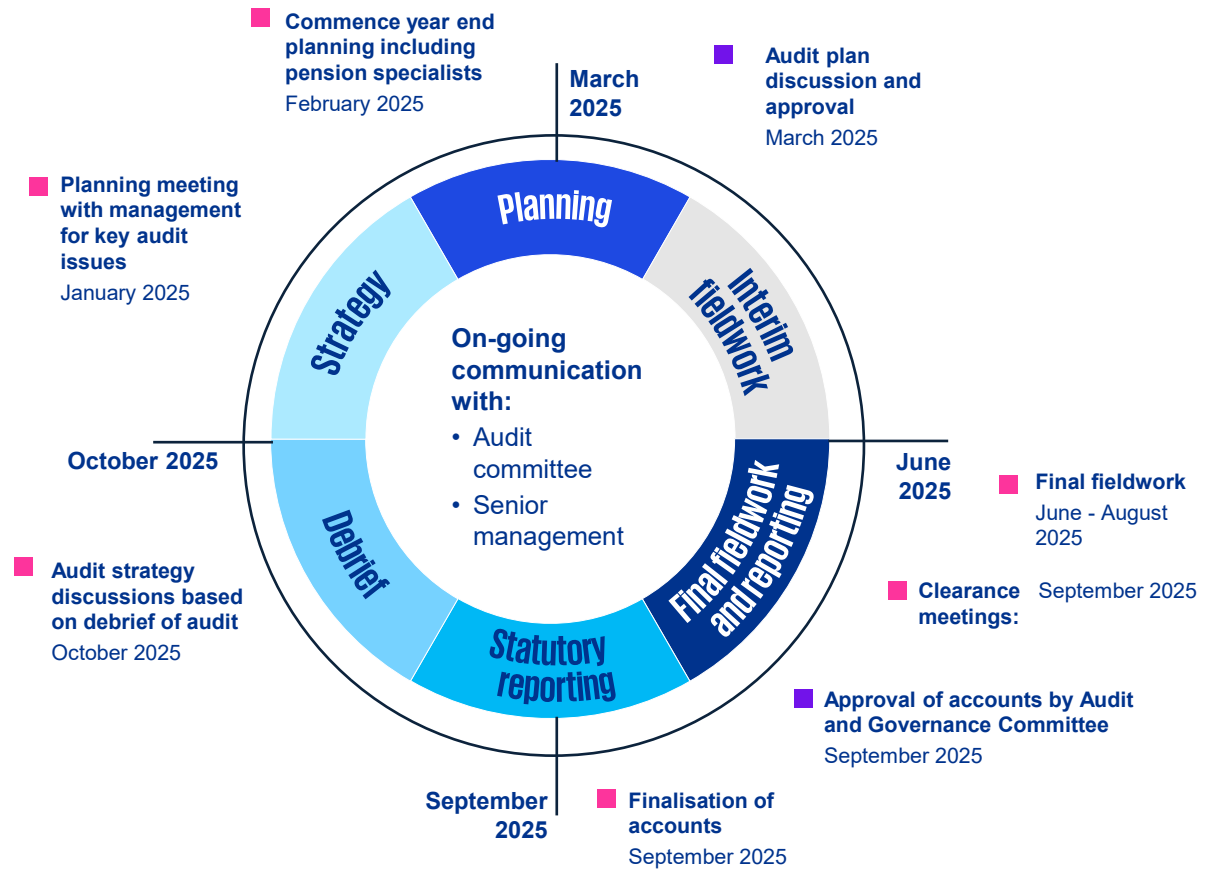 Commence year end
planning including
pension specialists
February 2025
March
2025
Audit plan
discussion and
approval
March 2025
Planning meeting
with management
for key audit
issues
January 2025
Planning
Strategy
Interim
fieldwork
On-going
communication
with:
• Audit
committee
• Senior
management
October 2025
June
2025
Final fieldwork
June - August
2025
Debrief
Final fieldwork
and reporting
Audit strategy
discussions based
on debrief of audit
October 2025
Clearance
meetings:
September 2025
Statutory
reporting
Approval of accounts by Audit
and Governance Committee
September 2025
September
2025
Finalisation of
accounts
September 2025